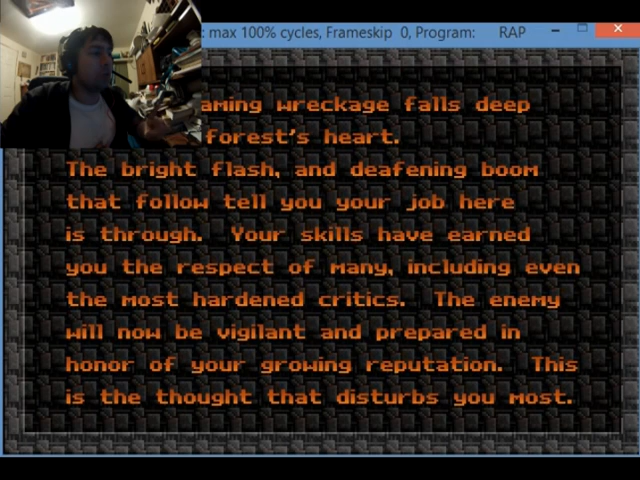 : max 100% cycles, Frameskip 0, Program: RAP
aming wreckage falls deep
forest's heart.
The bright flash, and deafening boom
that follow tell you your job here
is through. Your skills have earned
you the respect of many, including even
the most hardened critics. The enemy
will now be vigilant and prepared in
honor of your growing reputation. This
is the thought that disturbs you most.